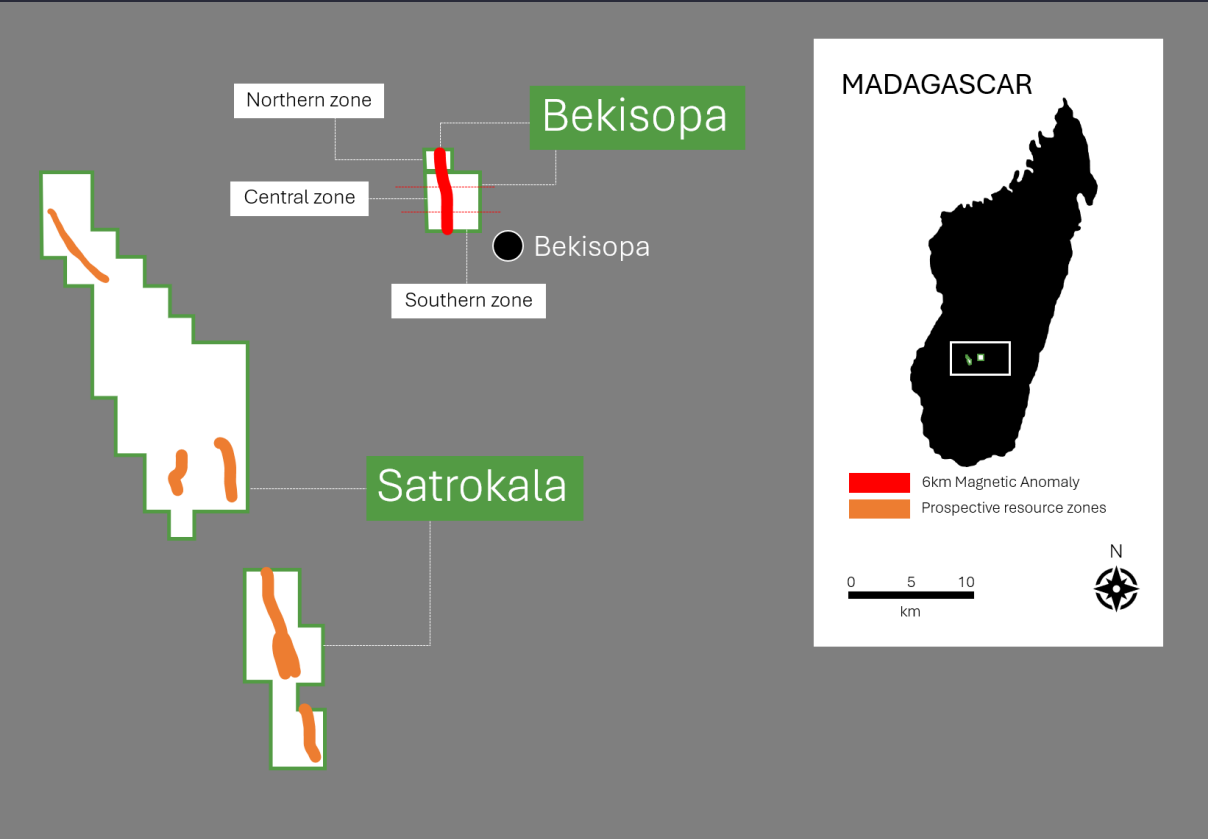 Northern zone
Bekisopa
Central zone
Bekisopa
Southern zone
Satrokala
MADAGASCAR
6km Magnetic Anomaly
Prospective resource zones
N
0 5 10
km